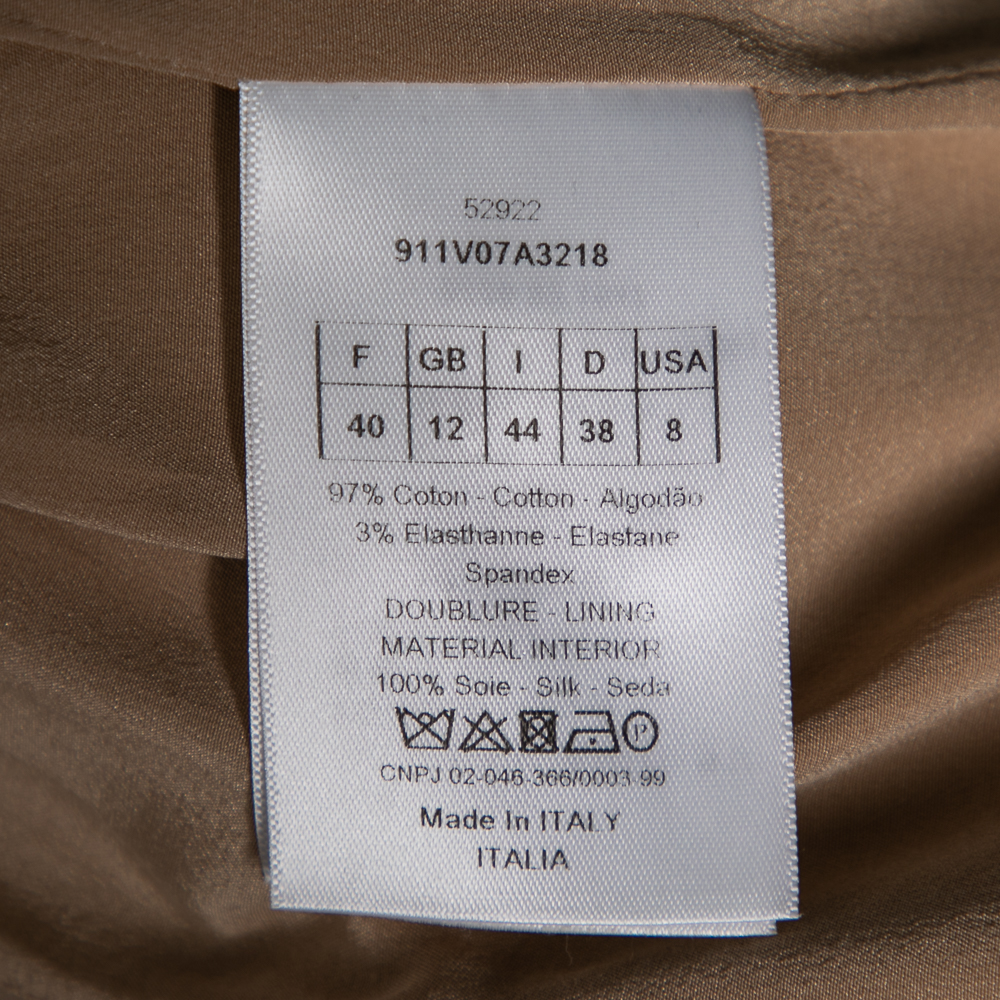 52922
911V07A3218
F GB I D USA
40 12 44 38 8
97% Coton - Cotton - Algodão
3% Elasthanne - Elastane
Spandex
DOUBLURE - LINING
MATERIAL INTERIOR
100% Soie - Silk - Seda
P
CNPJ 02-046-366/0003-99
Made In ITALY
ITALIA